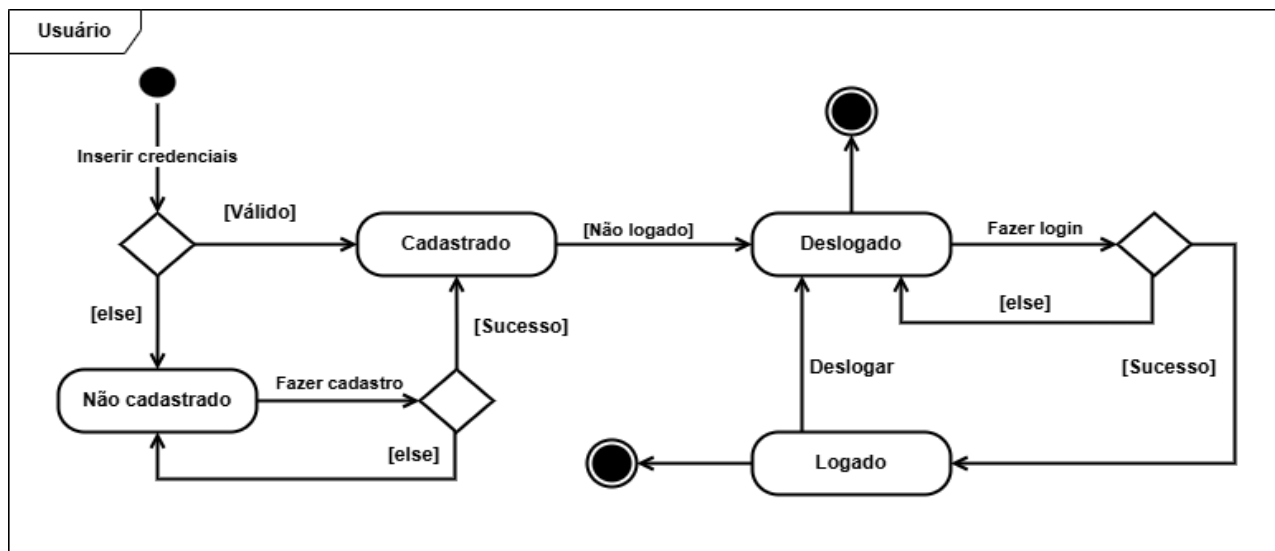 Usuário
Inserir credenciais
[Válido]
Cadastrado
[Não logado]
Deslogado
Fazer login
[else]
[else]
[Sucesso]
Deslogar
[Sucesso]
Não cadastrado
Fazer cadastro
[else]
Logado